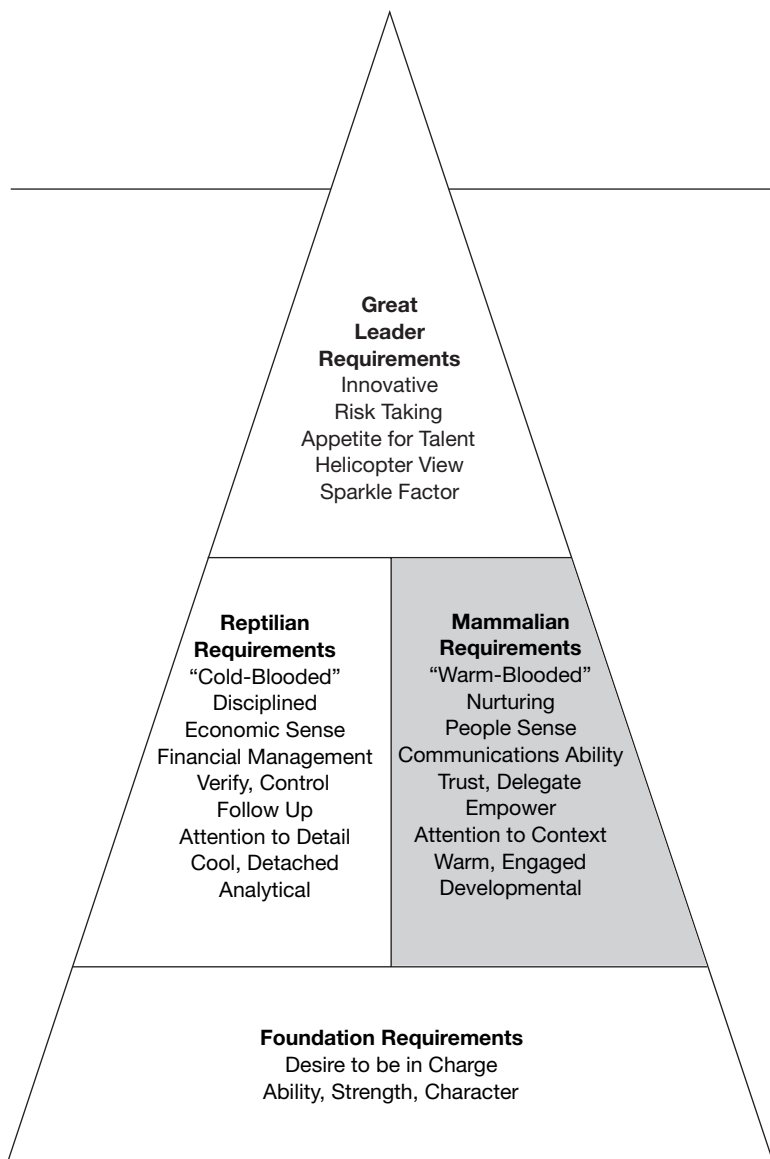 Great
Leader
Requirements
Innovative
Risk Taking
Appetite for Talent
Helicopter View
Sparkle Factor
Reptilian
Requirements
“Cold-Blooded”
Disciplined
Economic Sense
Financial Management
Verify, Control
Follow Up
Attention to Detail
Cool, Detached
Analytical
Mammalian
Requirements
“Warm-Blooded”
Nurturing
People Sense
Communications Ability
Trust, Delegate
Empower
Attention to Context
Warm, Engaged
Developmental
Foundation Requirements
Desire to be in Charge
Ability, Strength, Character